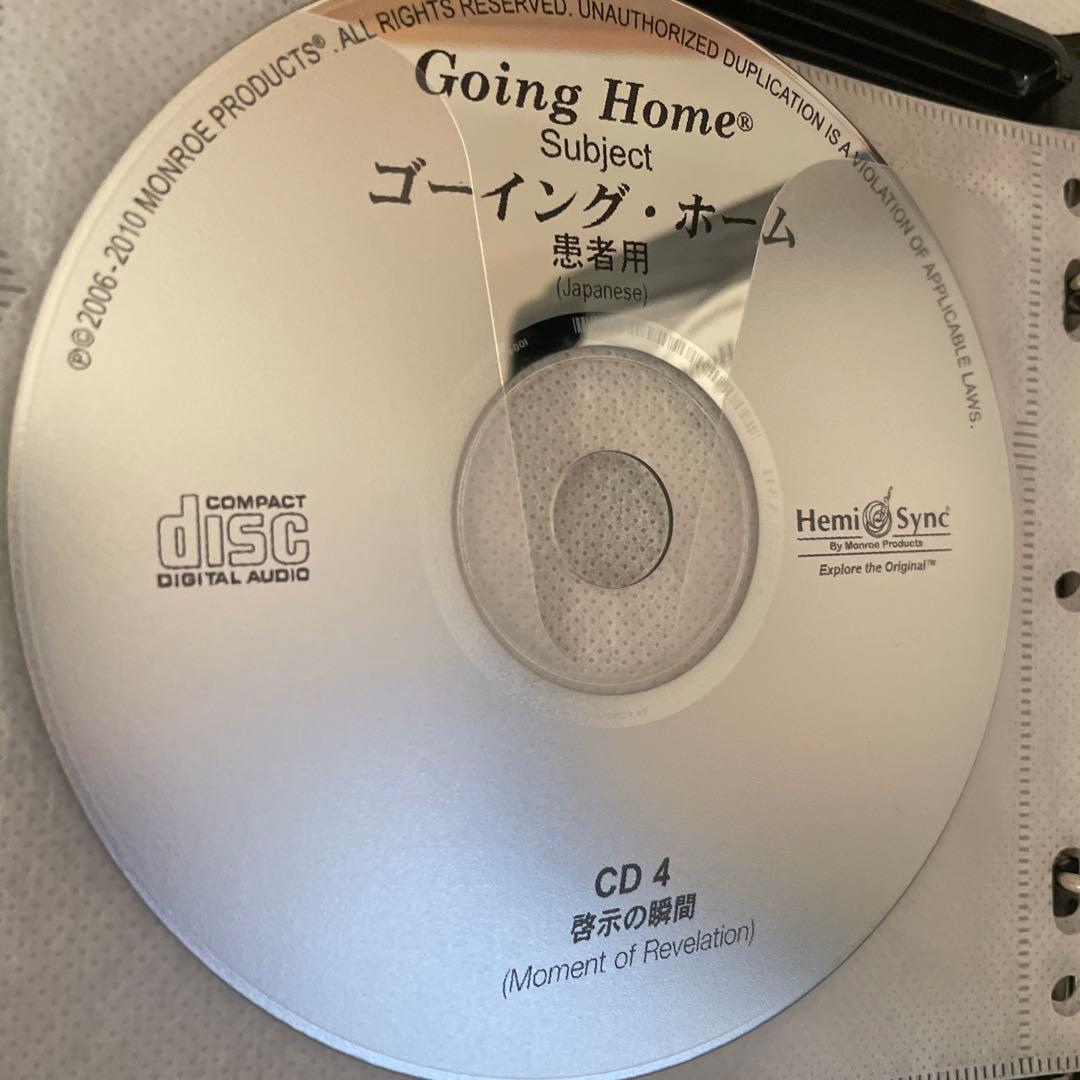 ℗©2006-2010 MONROE PRODUCTS®. ALL RIGHTS RESERVED. UNAUTHORIZED DUPLICATION IS A VIOLATION OF APPLICABLE LAWS.
Going Home®
Subject
ゴーイング・ホーム
患者用
(Japanese)
COMPACT
disc
DIGITAL AUDIO
Hemi Sync®
By Monroe Products
Explore the Original™
CD 4
啓示の瞬間
(Moment of Revelation)